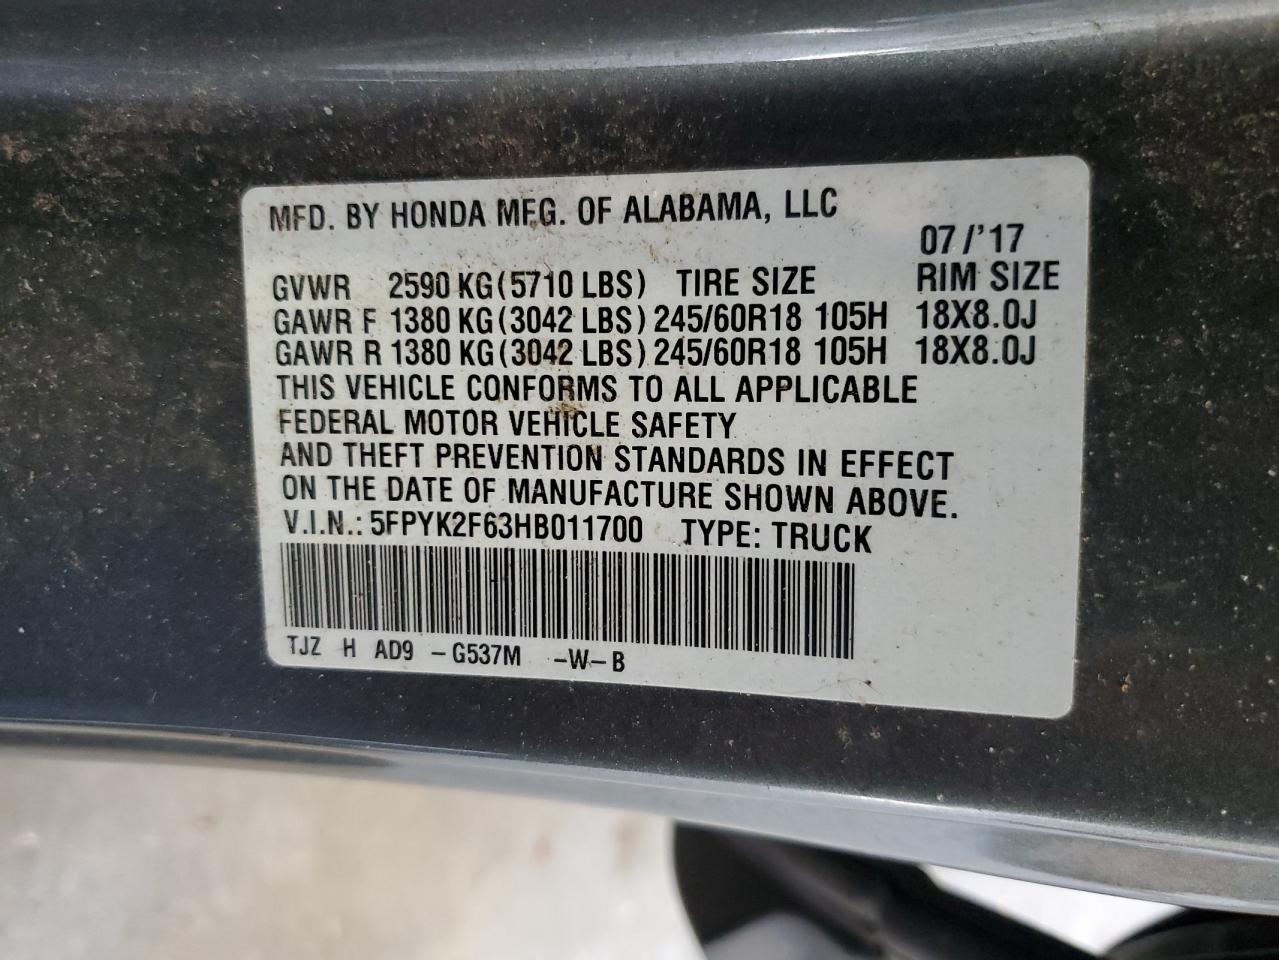 MFD. BY HONDA MFG. OF ALABAMA, LLC
07/'17
GVWR 2590 KG(5710 LBS) TIRE SIZE RIM SIZE
GAWR F 1380 KG(3042 LBS) 245/60R18 105H 18X8.0J
GAWR R 1380 KG(3042 LBS) 245/60R18 105H 18X8.0J
THIS VEHICLE CONFORMS TO ALL APPLICABLE
FEDERAL MOTOR VEHICLE SAFETY
AND THEFT PREVENTION STANDARDS IN EFFECT
ON THE DATE OF MANUFACTURE SHOWN ABOVE.
V.I.N.: 5FPYK2F63HB011700 TYPE: TRUCK
TJZ H AD9 -G537M -W-B